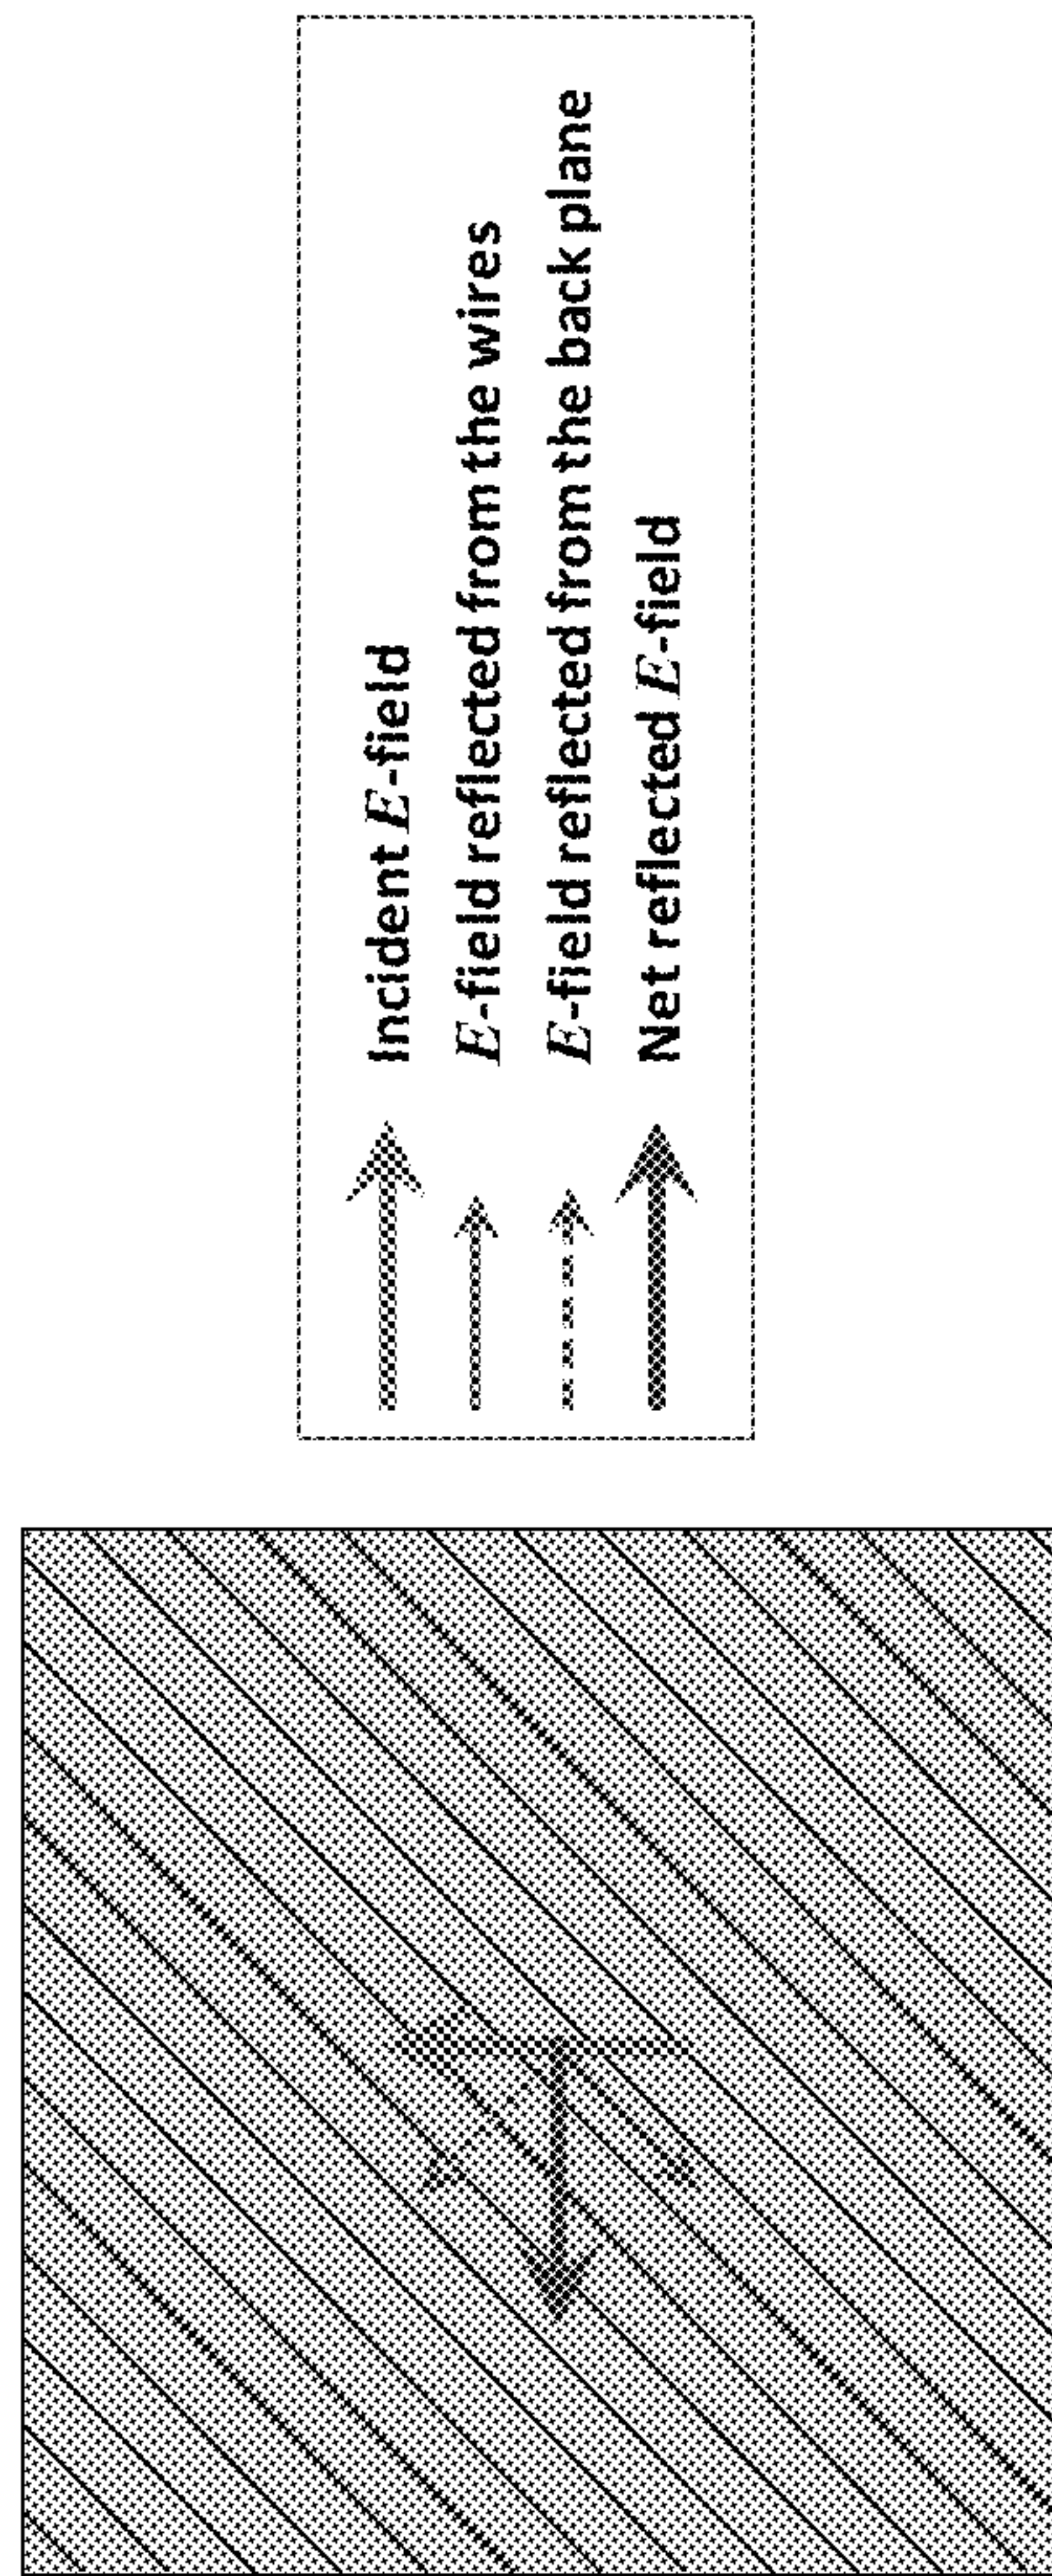 Incident E-field
E-field reflected from the wires
E-field reflected from the back plane
Net reflected E-field